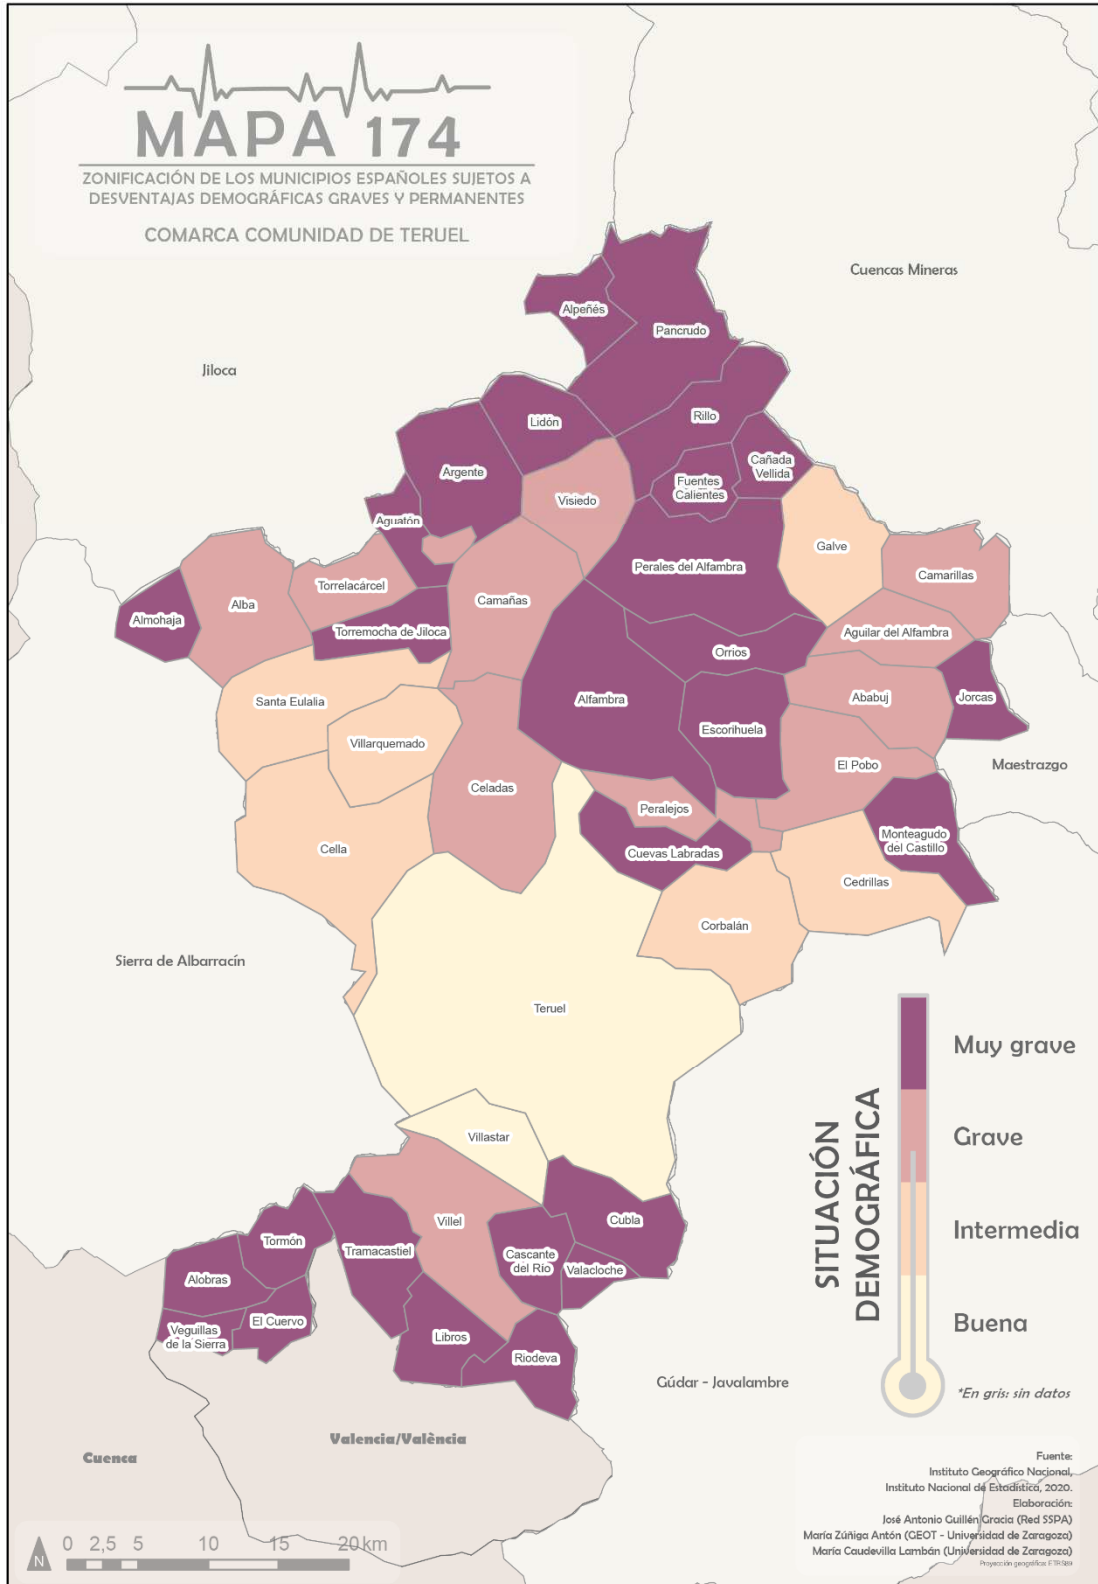 MAPA 174
ZONIFICACIÓN DE LOS MUNICIPIOS ESPAÑOLES SUJETOS A
DESVENTAJAS DEMOGRÁFICAS GRAVES Y PERMANENTES
COMARCA COMUNIDAD DE TERUEL
Cuencas Mineras
Alpeñés
Pancrudo
Jiloca
Rillo
Lidón
Cañada
Vellida
Argente
Fuentes
Calientes
Visiedo
Aguatón
Galve
Perales del Alfambra
Camarillas
Torrelacárcel
Camañas
Alba
Almohaja
Torremocha de Jiloca
Aguilar del Alfambra
Orrios
Santa Eulalia
Alfambra
Ababuj
Jorcas
Escorihuela
Villarquemado
El Pobo
Maestrazgo
Celadas
Peralejos
Monteagudo
del Castillo
Cella
Cuevas Labradas
Cedrillas
Corbalán
Sierra de Albarracín
Teruel
Villastar
Villel
Cubla
Tormón
Tramacastiel
Cascante
del Río
Valacloche
Alobras
El Cuervo
Veguillas
de la Sierra
Libros
Riodeva
Gúdar - Javalambre
Valencia/València
Cuenca
SITUACIÓN
DEMOGRÁFICA
Muy grave
Grave
Intermedia
Buena
*En gris: sin datos
Fuente:
Instituto Geográfico Nacional,
Instituto Nacional de Estadística, 2020.
Elaboración:
José Antonio Guillén Gracia (Red SSPA)
María Zúñiga Antón (GEOT - Universidad de Zaragoza)
María Caudevilla Lambán (Universidad de Zaragoza)
Proyección geográfica: ETRS89
N
0 2,5 5 10 15 20 km